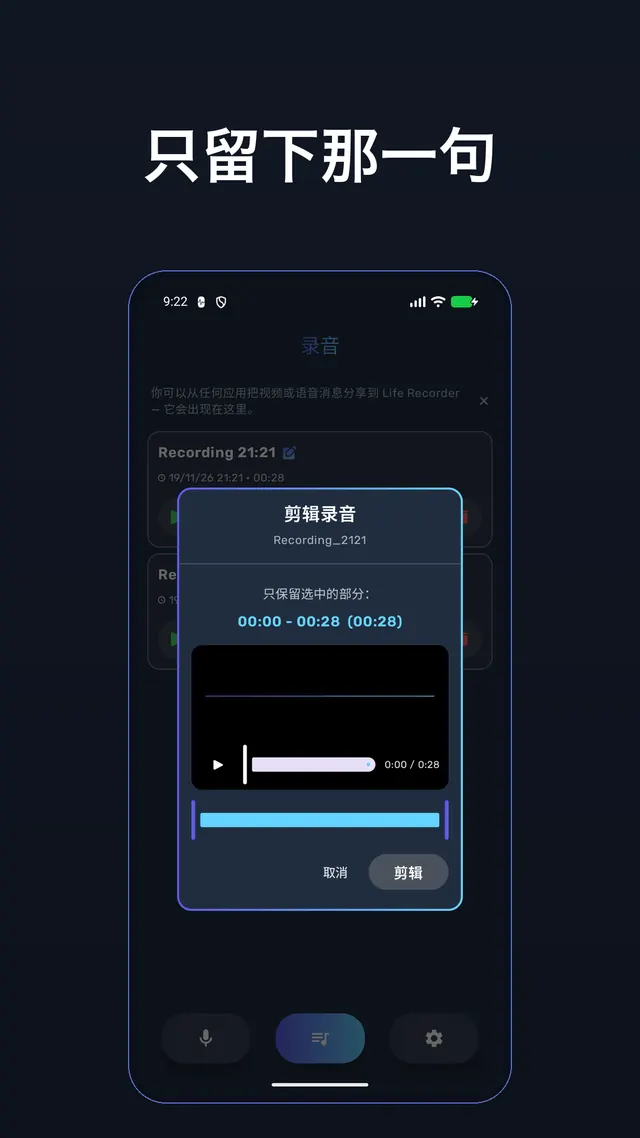 只留下那一句
9:22
录音
你可以从任何应用把视频或语音消息分享到 Life Recorder
— 它会出现在这里。
Recording 21:21
19/11/26 21:21 • 00:28
剪辑录音
Recording_2121
Re
19
只保留选中的部分:
00:00 - 00:28 (00:28)
0:00 / 0:28
取消
剪辑